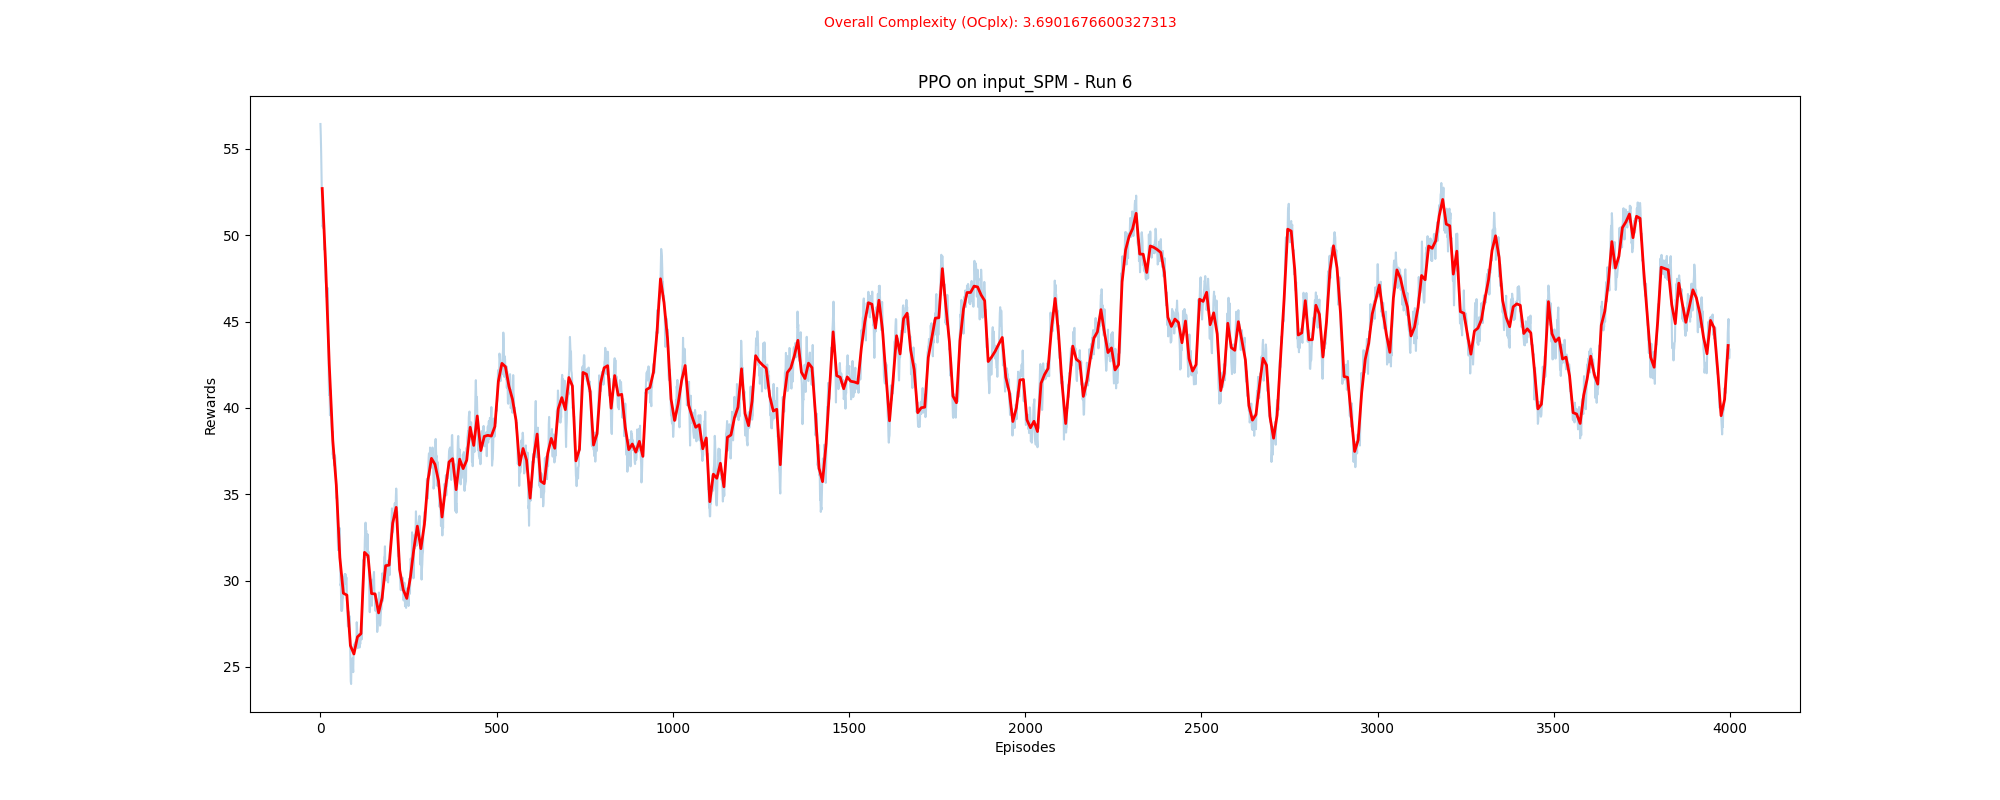 Overall Complexity (OCplx): 3.6901676600327313
PPO on input_SPM - Run 6
55
50
45
40
35
30
25
Rewards
0 500 1000 1500 2000 2500 3000 3500 4000
Episodes